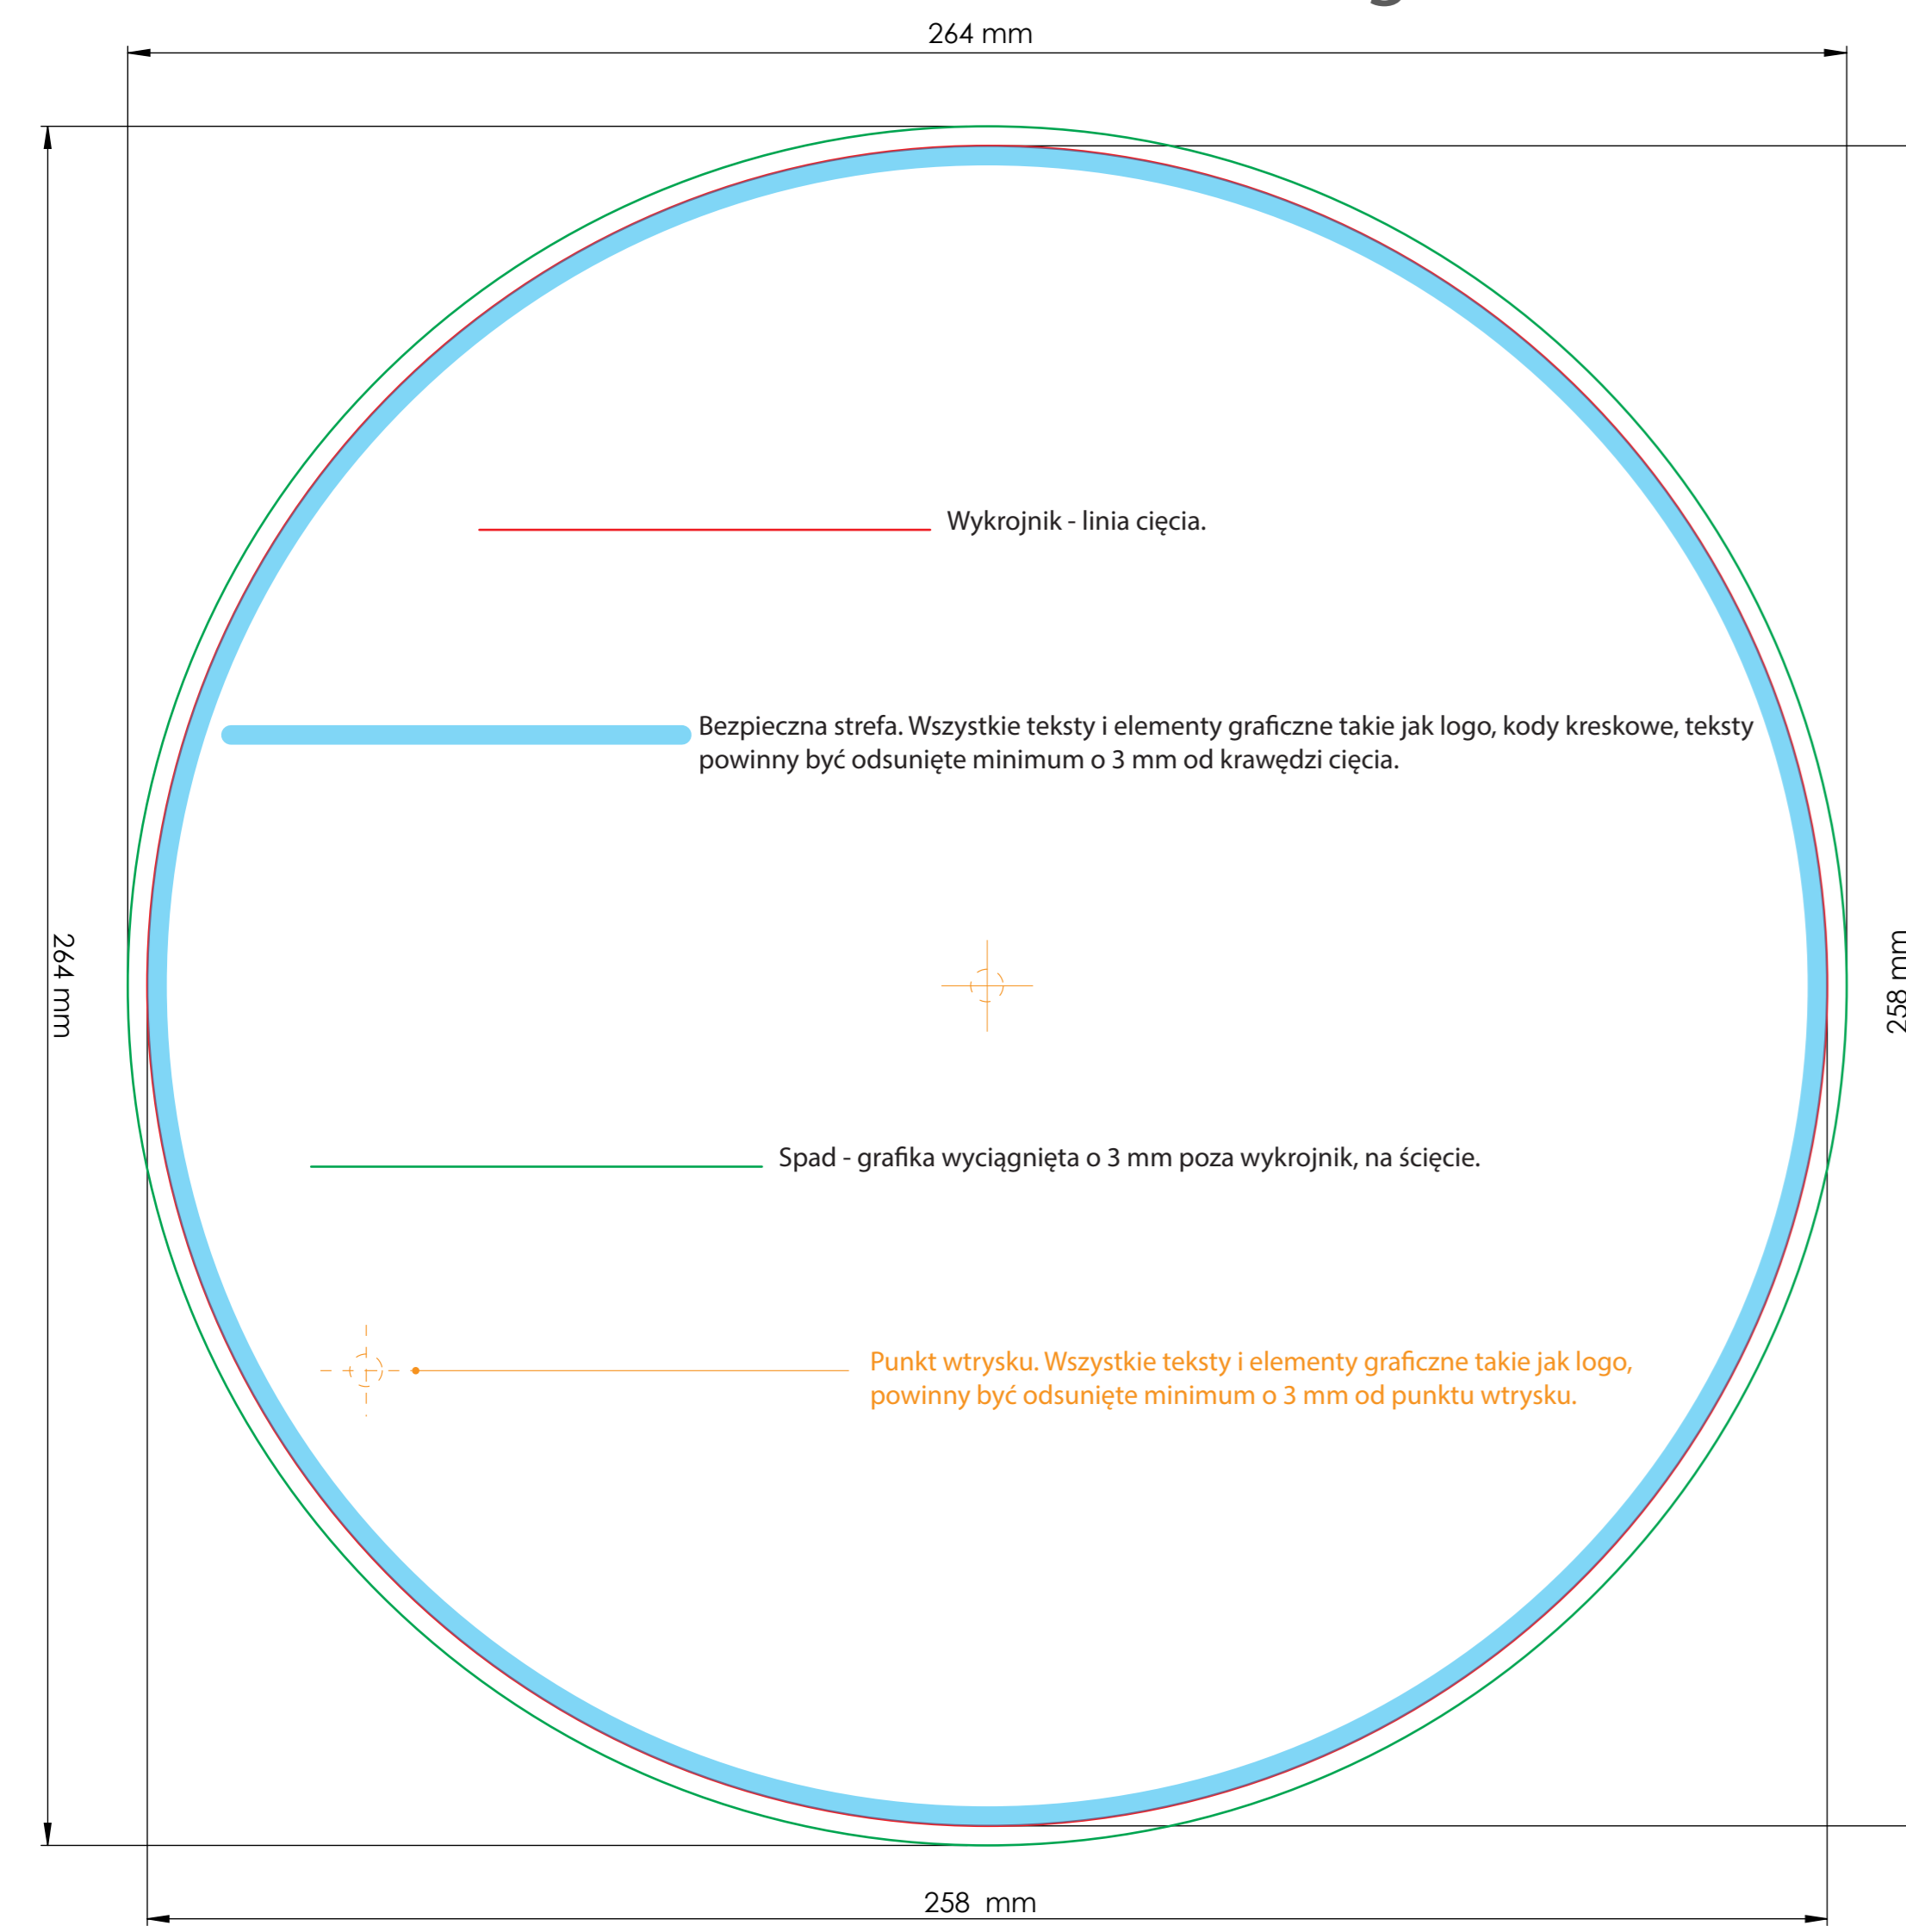 264 mm
Wykrojnik - linia cięcia.
Bezpieczna strefa. Wszystkie teksty i elementy graficzne takie jak logo, kody kreskowe, teksty
powinny być odsunięte minimum o 3 mm od krawędzi cięcia.
264 mm
258 mm
Spad - grafika wyciągnięta o 3 mm poza wykrojnik, na ścięcie.
Punkt wtrysku. Wszystkie teksty i elementy graficzne takie jak logo,
powinny być odsunięte minimum o 3 mm od punktu wtrysku.
258 mm